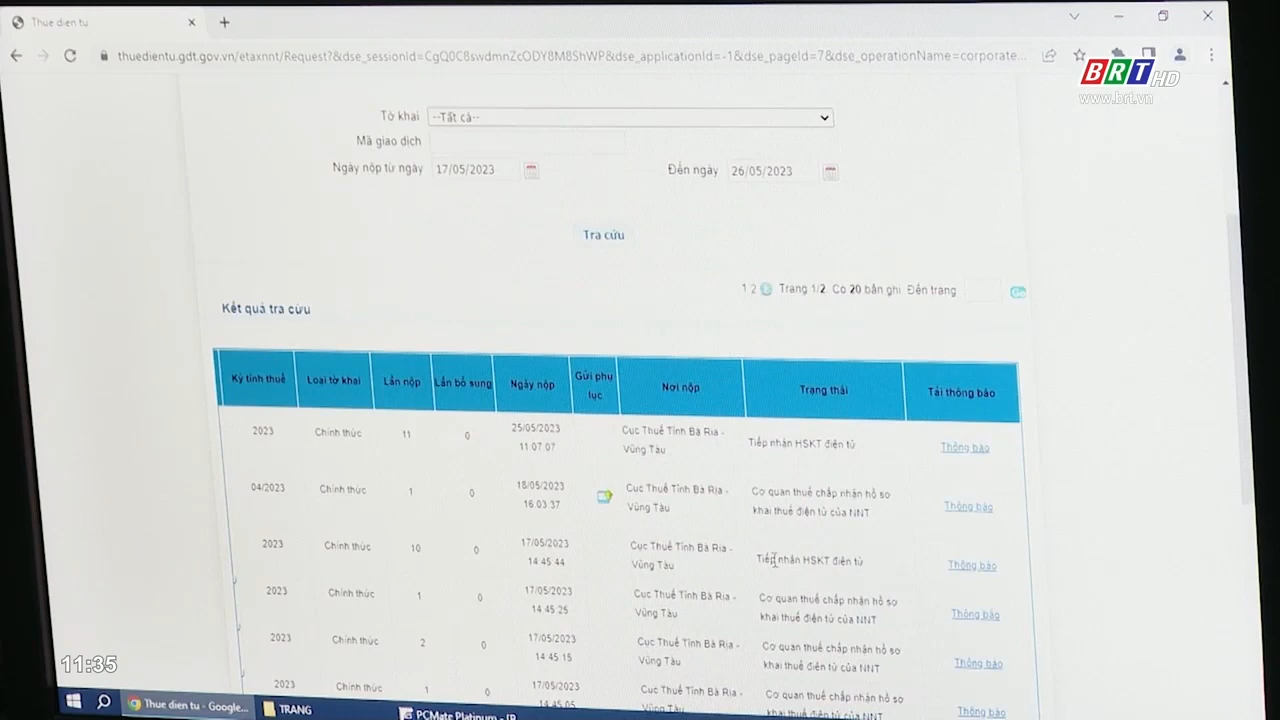 Thue dien tu
thuedientu.gdt.gov.vn/etaxnnt/Request?&dse_sessionId=CgQ0C8swdmnZcODY8M8ShWP&dse_applicationId=-1&dse_pageId=7&dse_operationName=corporate...
BRT HD
www.brt.vn
Tờ khai --Tất cả--
Mã giao dịch
Ngày nộp từ ngày 17/05/2023 Đến ngày 26/05/2023
Tra cứu
1 2 Trang 1/2. Có 20 bản ghi. Đến trang Go
Kết quả tra cứu
Kỳ tính thuế Loại tờ khai Lần nộp Lần bổ sung Ngày nộp Gửi phụ lục Nơi nộp Trạng thái Tải thông báo
2023 Chính thức 11 0 25/05/2023 Cục Thuế Tỉnh Bà Rịa - Tiếp nhận HSKT điện tử Thông báo
11:07:07 Vũng Tàu
04/2023 Chính thức 1 0 18/05/2023 Cục Thuế Tỉnh Bà Rịa - Cơ quan thuế chấp nhận hồ sơ Thông báo
16:03:37 Vũng Tàu khai thuế điện tử của NNT
2023 Chính thức 10 0 17/05/2023 Cục Thuế Tỉnh Bà Rịa - Tiếp nhận HSKT điện tử Thông báo
14:45:44 Vũng Tàu
2023 Chính thức 1 0 17/05/2023 Cục Thuế Tỉnh Bà Rịa - Cơ quan thuế chấp nhận hồ sơ Thông báo
14:45:25 Vũng Tàu khai thuế điện tử của NNT
2023 Chính thức 2 0 17/05/2023 Cục Thuế Tỉnh Bà Rịa - Cơ quan thuế chấp nhận hồ sơ Thông báo
14:45:15 Vũng Tàu khai thuế điện tử của NNT
2023 Chính thức 1 0 17/05/2023 Cục Thuế Tỉnh Bà Rịa - Cơ quan thuế chấp nhận hồ sơ Thông báo
14:45:05 Vũng Tàu khai thuế điện tử của NNT
11:35
Thue dien tu - Google... TRANG PCMate Platinum - [B